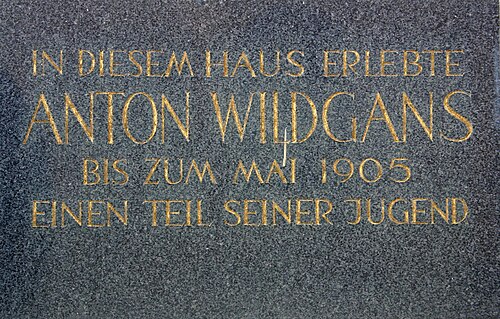 IN DIESEM HAUS ERLEBTE
ANTON WILDGANS
BIS ZUM MAI 1905
EINEN TEIL SEINER JUGEND